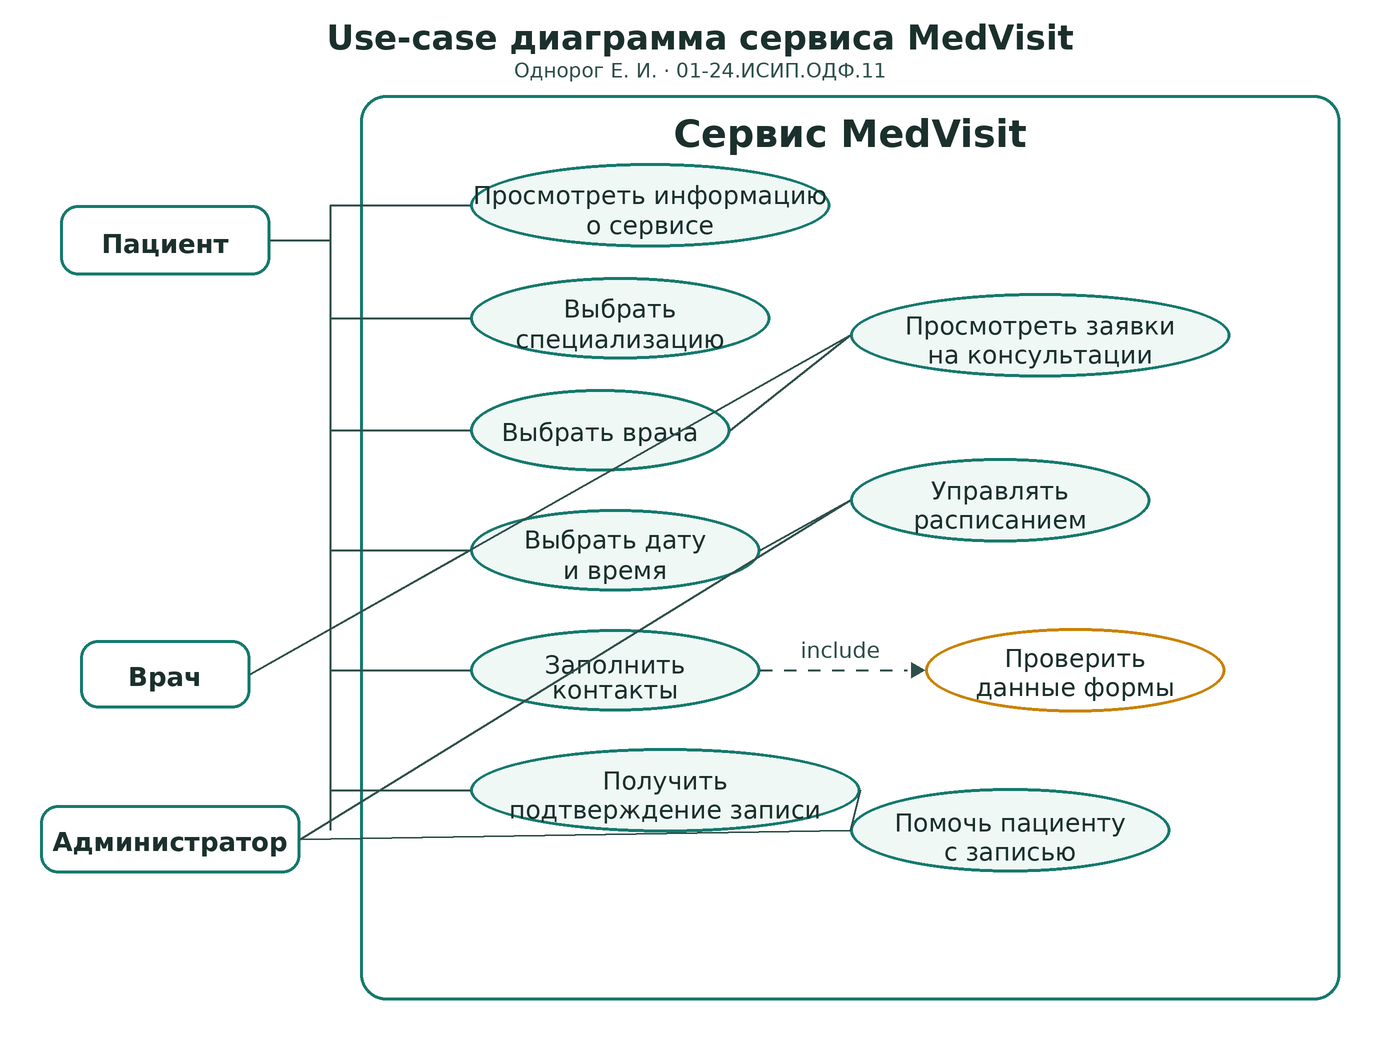 Use-case диаграмма сервиса MedVisit
Однорог Е. И. · 01-24.ИСИП.ОДФ.11
Сервис MedVisit
Просмотреть информацию
о сервисе
Пациент
Выбрать
специализацию
Просмотреть заявки
на консультации
Выбрать врача
Управлять
расписанием
Выбрать дату
и время
include
Врач
Заполнить
контакты
Проверить
данные формы
Получить
подтверждение записи
Администратор
Помочь пациенту
с записью